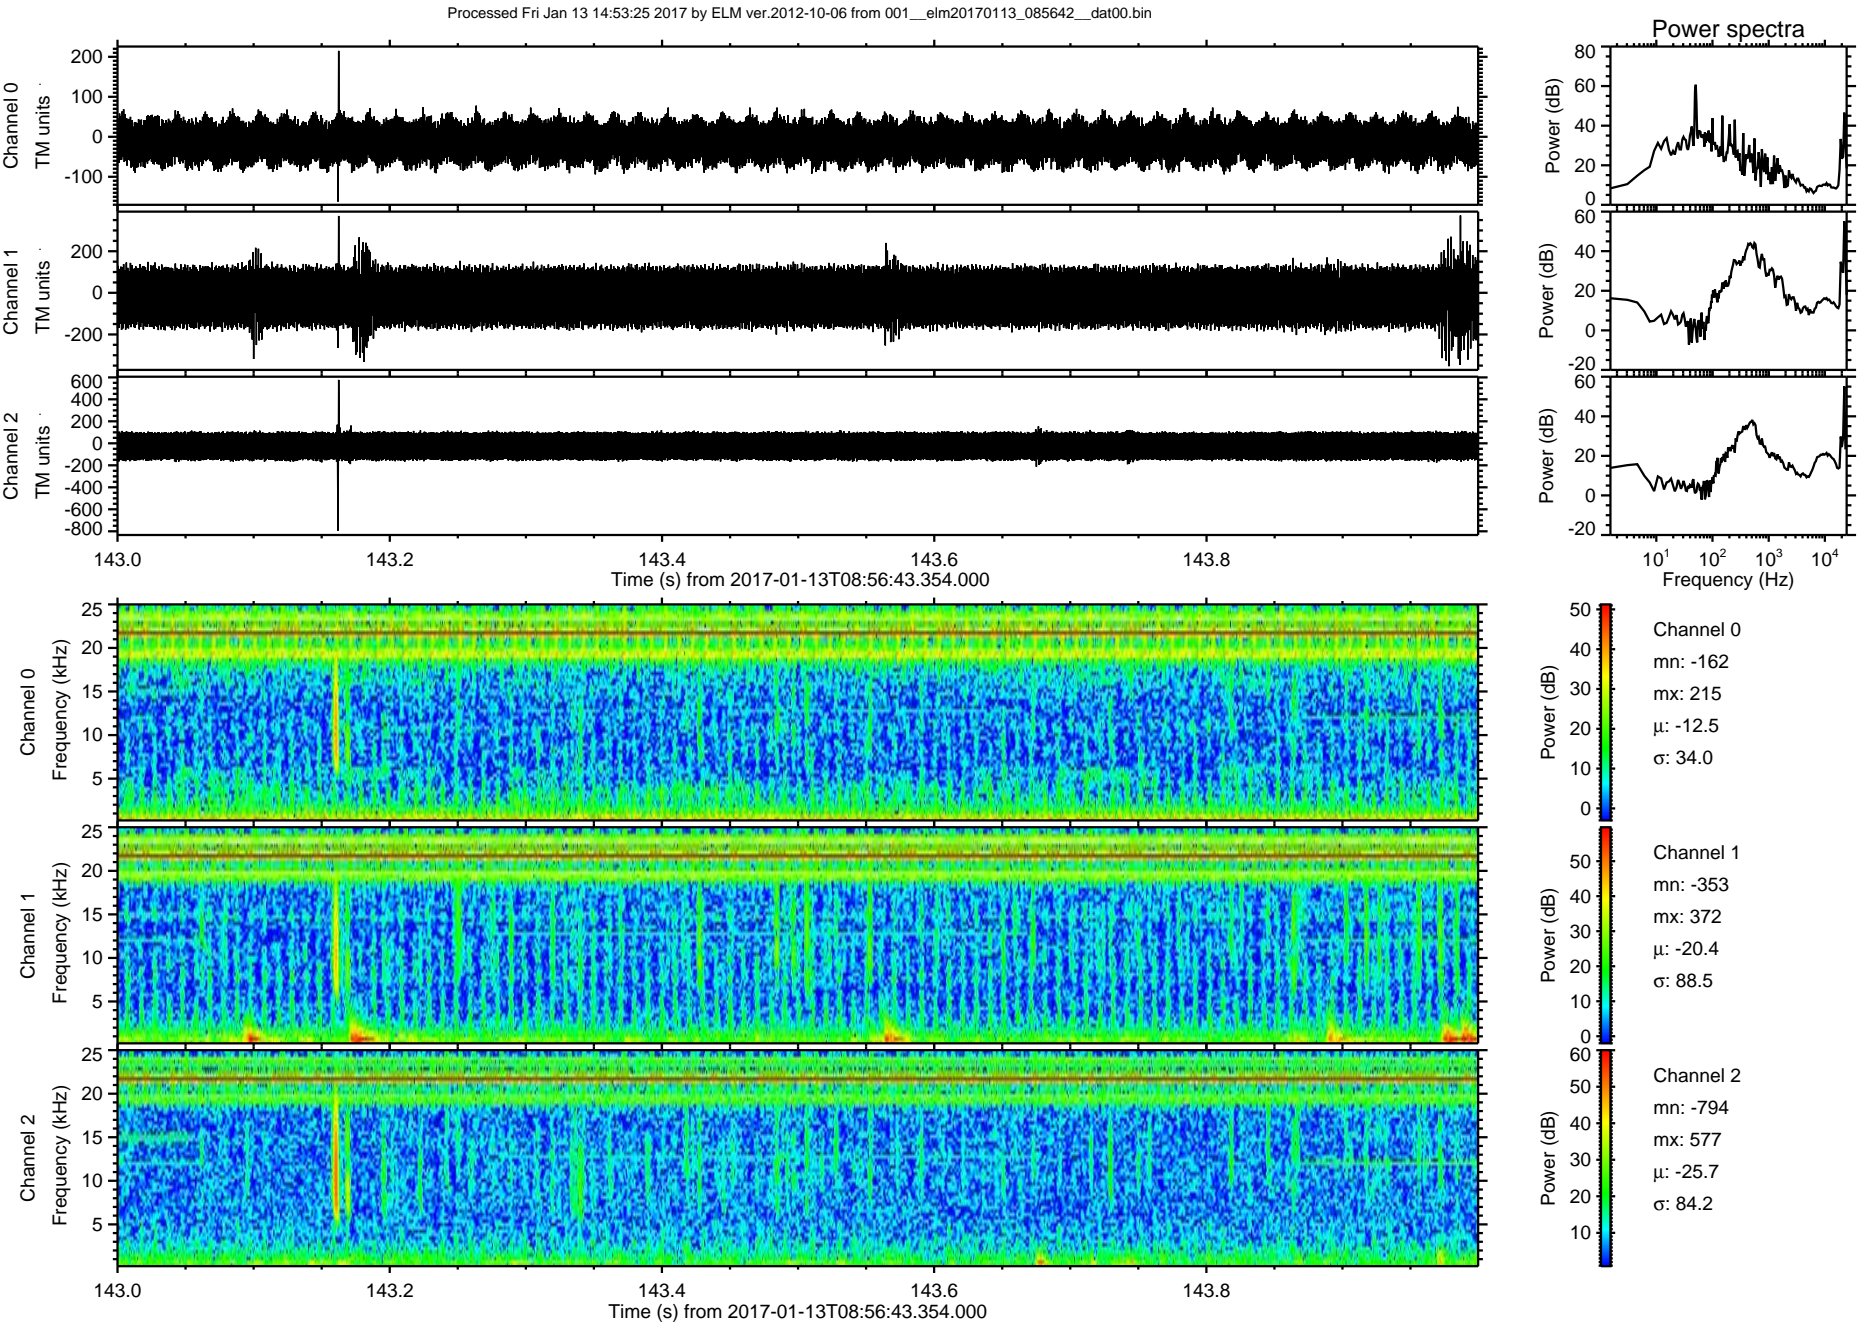 Processed Fri Jan 13 14:53:25 2017 by ELM ver.2012-10-06 from 001__elm20170113_085642__dat00.bin
Power spectra
Channel 0
TM units
200
100
0
-100
Power (dB)
80
60
40
20
0
Channel 1
TM units
200
0
-200
Power (dB)
60
40
20
0
-20
Channel 2
TM units
600
400
200
0
-200
-400
-600
-800
Power (dB)
60
40
20
0
-20
143.0 143.2 143.4 143.6 143.8
Time (s) from 2017-01-13T08:56:43.354.000
10¹ 10² 10³ 10⁴
Frequency (Hz)
Channel 0
Frequency (kHz)
25
20
15
10
5
Power (dB)
50
40
30
20
10
0
Channel 0
mn: -162
mx: 215
μ: -12.5
σ: 34.0
Channel 1
Frequency (kHz)
25
20
15
10
5
Power (dB)
50
40
30
20
10
0
Channel 1
mn: -353
mx: 372
μ: -20.4
σ: 88.5
Channel 2
Frequency (kHz)
25
20
15
10
5
Power (dB)
60
50
40
30
20
10
Channel 2
mn: -794
mx: 577
μ: -25.7
σ: 84.2
143.0 143.2 143.4 143.6 143.8
Time (s) from 2017-01-13T08:56:43.354.000